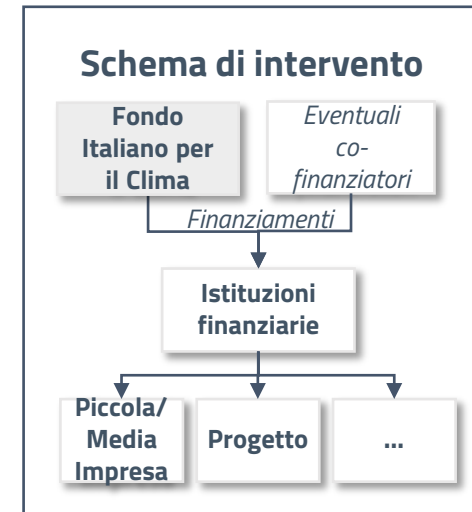 Schema di intervento
Fondo
Italiano per
il Clima
Eventuali
co-
finanziatori
Finanziamenti
Istituzioni
finanziarie
Piccola/
Media
Impresa
Progetto
...